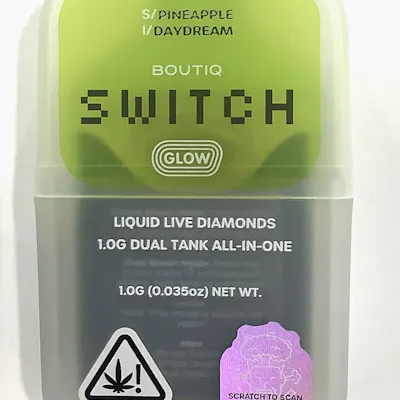 S/PINEAPPLE
I/DAYDREAM
BOUTIQ
SWITCH
GLOW
LIQUID LIVE DIAMONDS
1.0G DUAL TANK ALL-IN-ONE
1.0G (0.035oz) NET WT.
!
SCRATCH TO SCAN